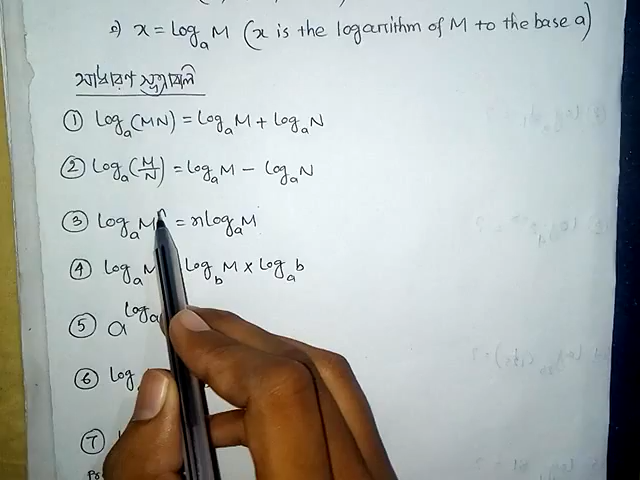 ⇒) x = log_a M (x is the logarithm of M to the base a)
সাধারণ সূত্রাবলি
① log_a (MN) = log_a M + log_a N
② log_a (M/N) = log_a M - log_a N
③ log_a M = n log_a M
④ log_a M log_b M × log_a b
⑤ a^log_a
⑥ log
⑦